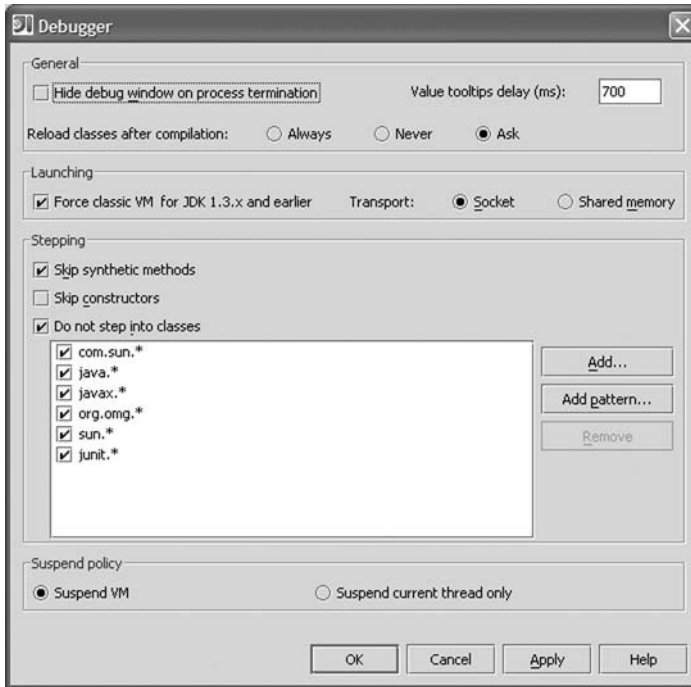 Debugger
General
Hide debug window on process termination Value tooltips delay (ms): 700
Reload classes after compilation: Always Never Ask
Launching
Force classic VM for JDK 1.3.x and earlier Transport: Socket Shared memory
Stepping
Skip synthetic methods
Skip constructors
Do not step into classes
com.sun.*
java.*
javax.*
org.omg.*
sun.*
junit.*
Add...
Add pattern...
Remove
Suspend policy
Suspend VM Suspend current thread only
OK Cancel Apply Help